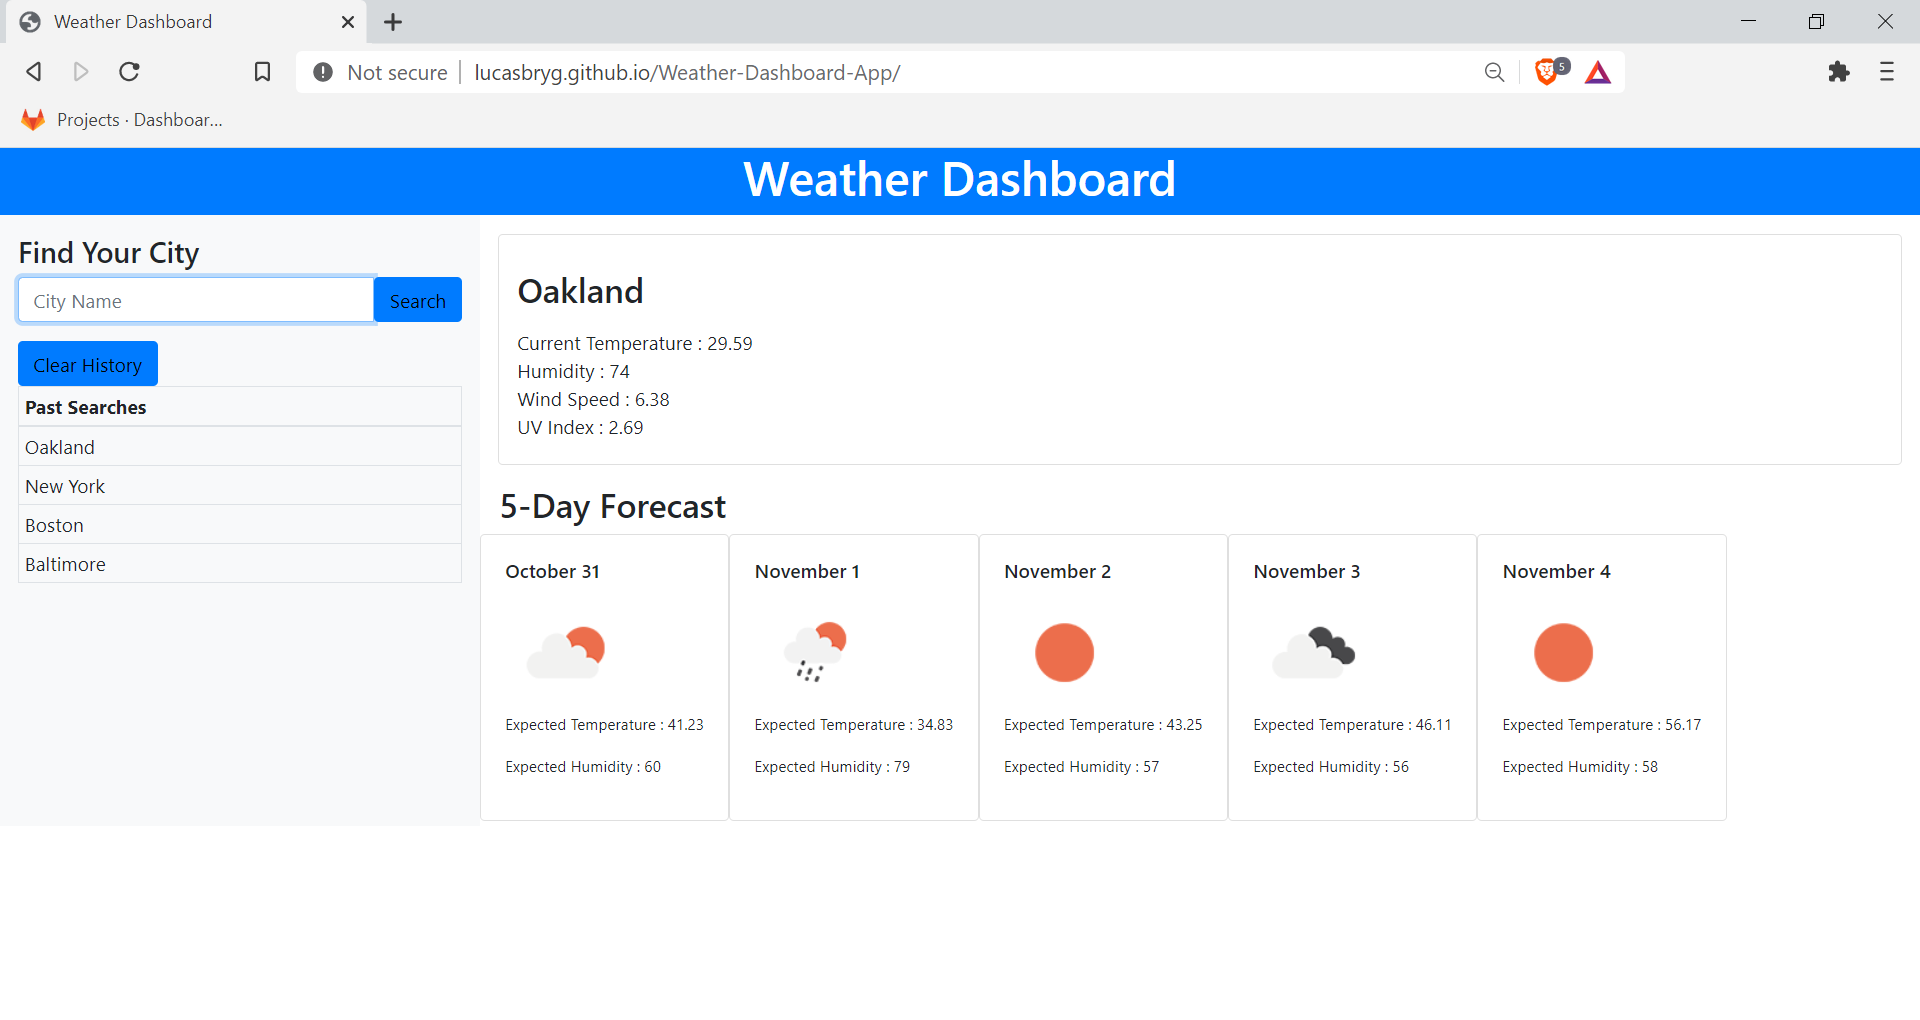 Weather Dashboard
Not secure
lucasbryg.github.io/Weather-Dashboard-App/
5
Projects · Dashboar...
Weather Dashboard
Find Your City
City Name
Search
Clear History
Past Searches
Oakland
New York
Boston
Baltimore
Oakland
Current Temperature : 29.59
Humidity : 74
Wind Speed : 6.38
UV Index : 2.69
5-Day Forecast
October 31
Expected Temperature : 41.23
Expected Humidity : 60
November 1
Expected Temperature : 34.83
Expected Humidity : 79
November 2
Expected Temperature : 43.25
Expected Humidity : 57
November 3
Expected Temperature : 46.11
Expected Humidity : 56
November 4
Expected Temperature : 56.17
Expected Humidity : 58